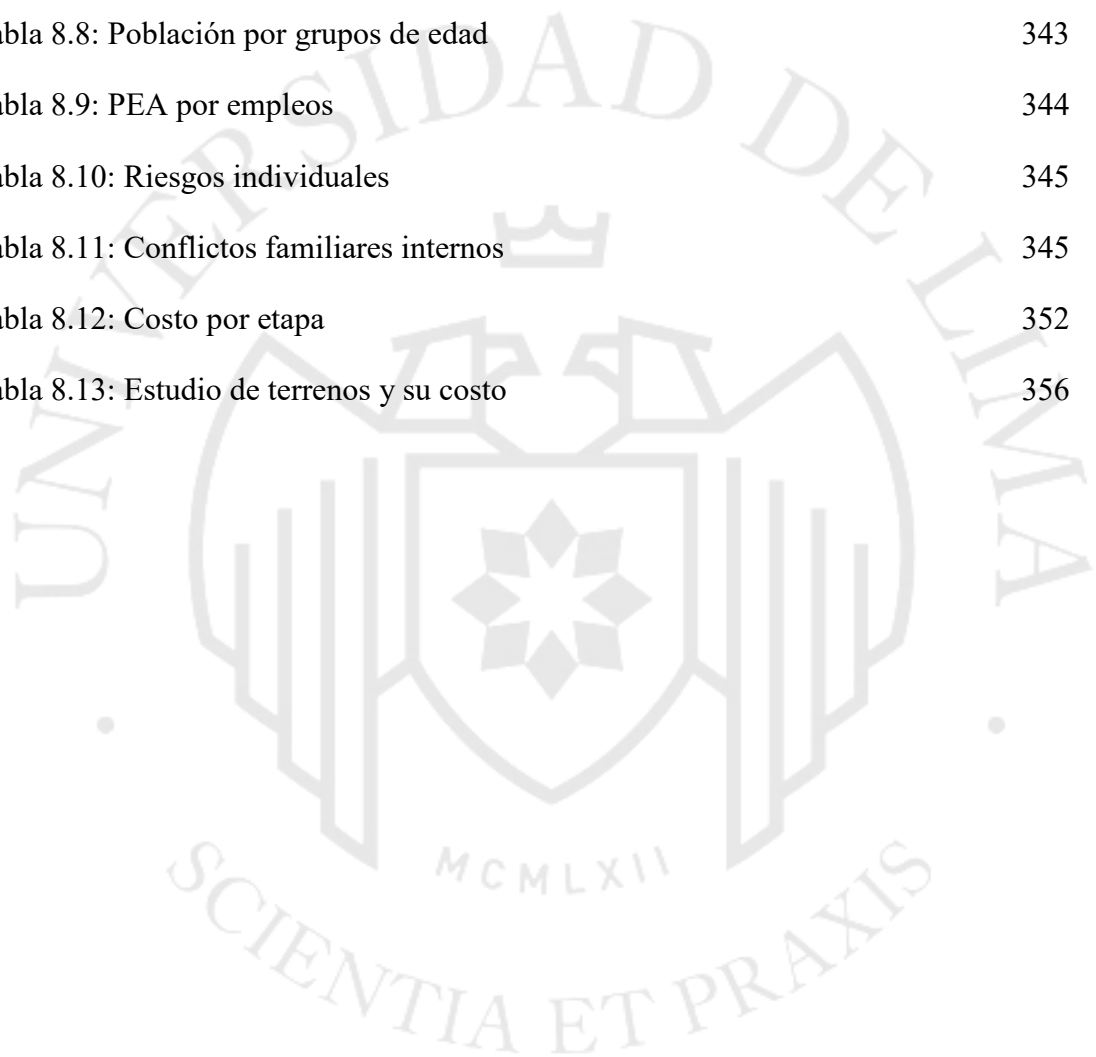 abla 8.8: Población por grupos de edad 343
abla 8.9: PEA por empleos 344
abla 8.10: Riesgos individuales 345
abla 8.11: Conflictos familiares internos 345
abla 8.12: Costo por etapa 352
abla 8.13: Estudio de terrenos y su costo 356
UNIVERSIDAD DE LIMA
MCMLXII
SCIENTIA ET PRAXIS